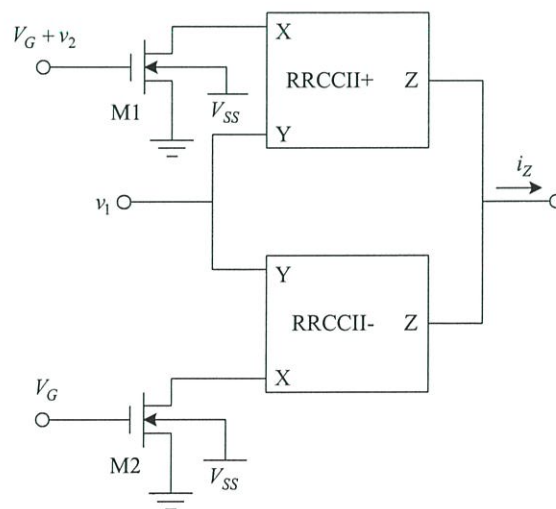 V_G + v_2
X
RRCCII+
Z
M1
V_SS
Y
i_Z
v_1
Y
RRCCII-
Z
V_G
X
M2
V_SS